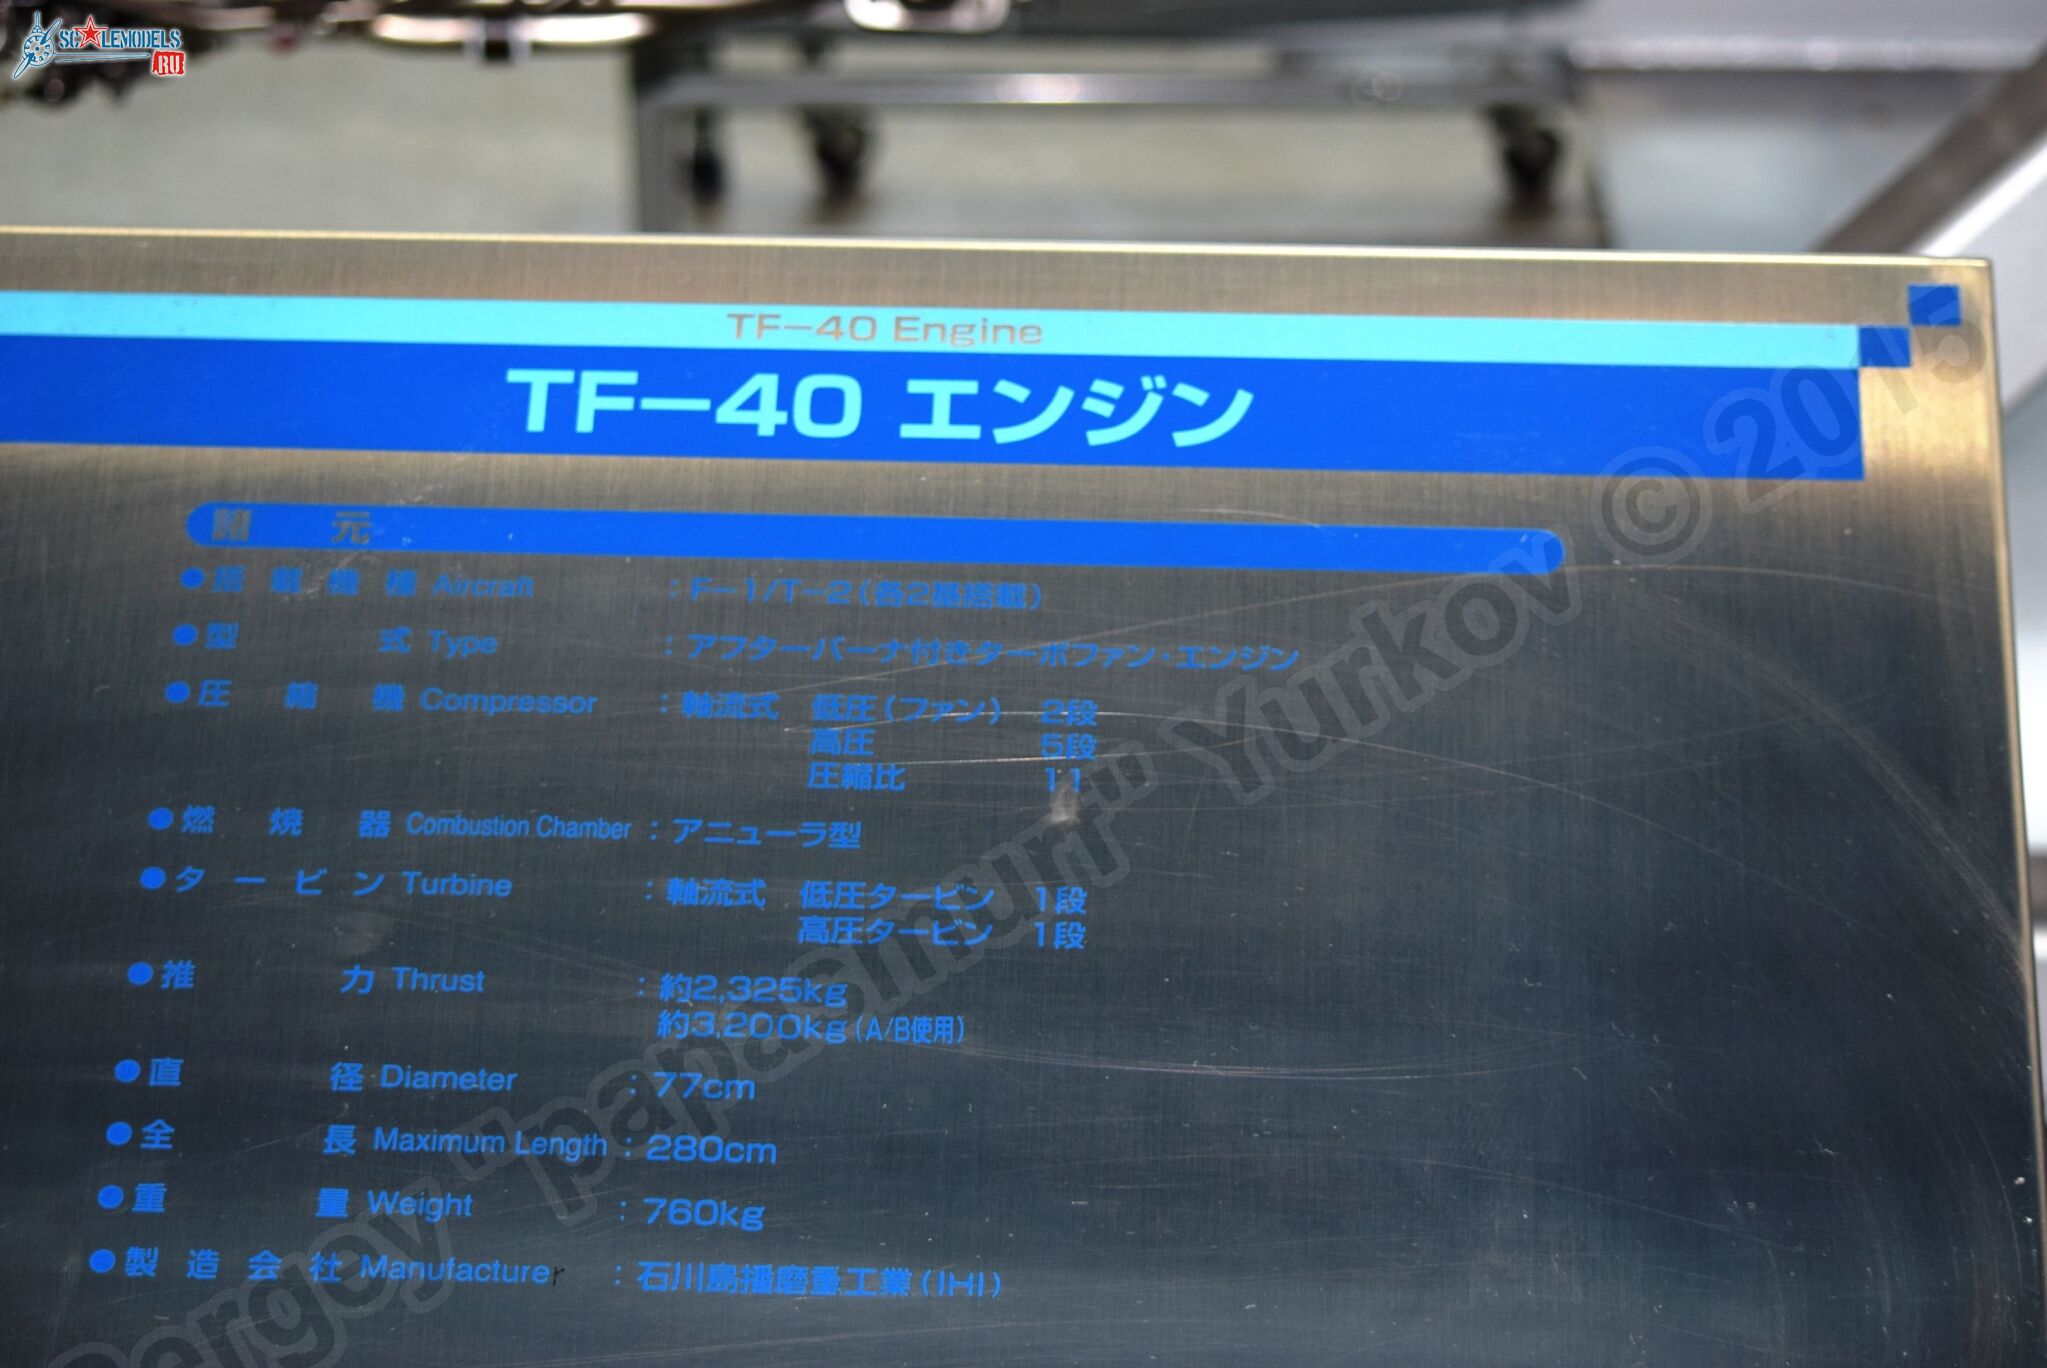 SCALEMODELS
RU
TF-40 Engine
TF-40 エンジン
諸元
●搭載機種 Aircraft : F-1/T-2(各2基搭載)
●型式 Type : アフターバーナ付きターボファン・エンジン
●圧縮機 Compressor : 軸流式 低圧(ファン) 2段
高圧 5段
圧縮比 11
●燃焼器 Combustion Chamber : アニューラ型
●タービン Turbine : 軸流式 低圧タービン 1段
高圧タービン 1段
●推力 Thrust : 約2,325kg
約3,200kg(A/B使用)
●直径 Diameter : 77cm
●全長 Maximum Length : 280cm
●重量 Weight : 760kg
●製造会社 Manufacturer : 石川島播磨重工業(IHI)
Sergey "papasmurf" Yurkov © 2015